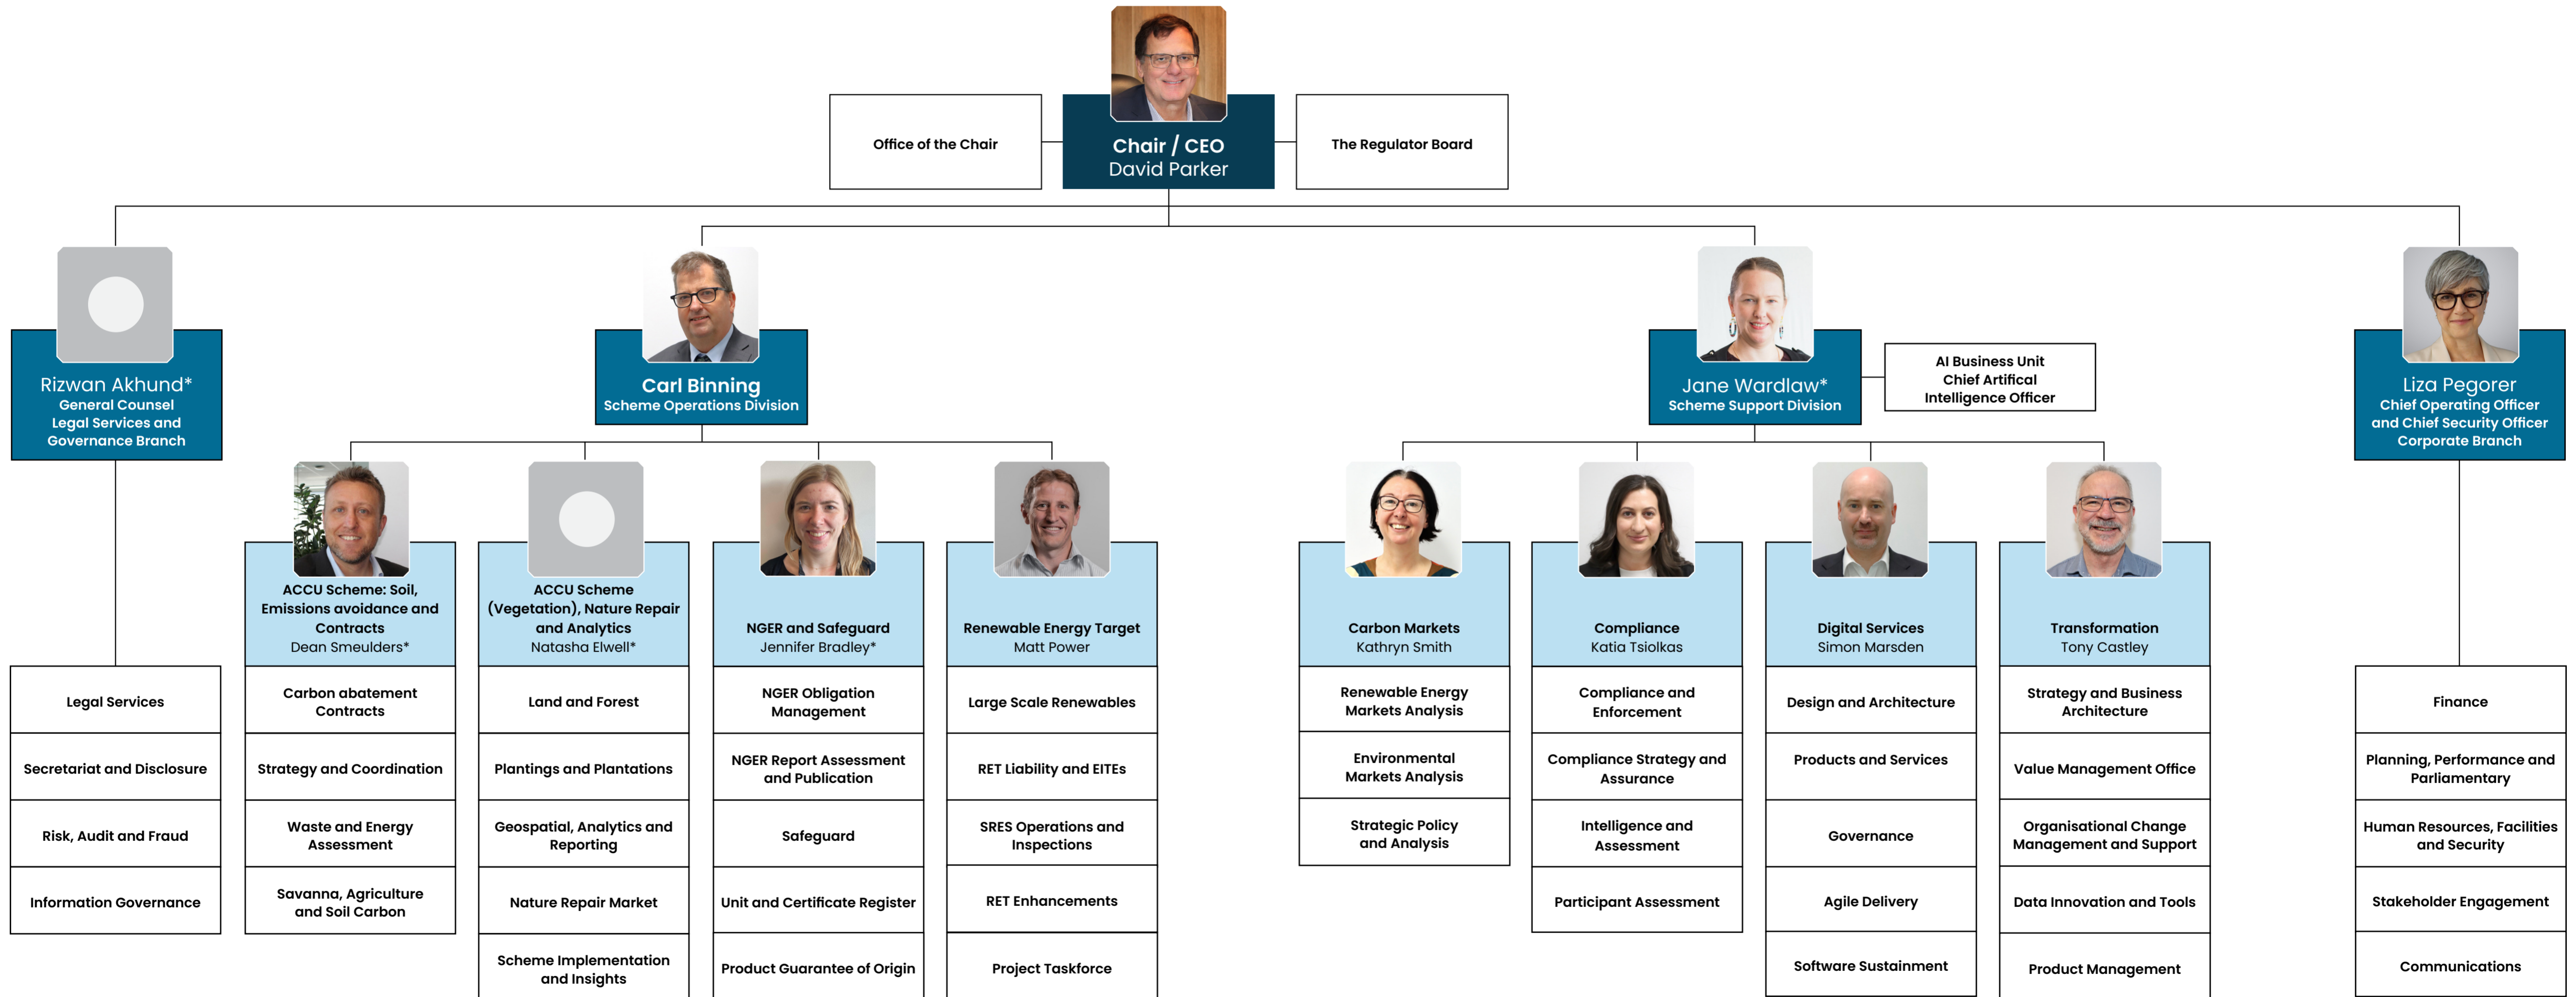 Office of the Chair
Chair / CEO
David Parker
The Regulator Board
Rizwan Akhund*
General Counsel
Legal Services and
Governance Branch
Carl Binning
Scheme Operations Division
Jane Wardlaw*
Scheme Support Division
AI Business Unit
Chief Artifical
Intelligence Officer
Liza Pegorer
Chief Operating Officer
and Chief Security Officer
Corporate Branch
Legal Services
Secretariat and Disclosure
Risk, Audit and Fraud
Information Governance
ACCU Scheme: Soil,
Emissions avoidance and
Contracts
Dean Smeulders*
Carbon abatement
Contracts
Strategy and Coordination
Waste and Energy
Assessment
Savanna, Agriculture
and Soil Carbon
ACCU Scheme
(Vegetation), Nature Repair
and Analytics
Natasha Elwell*
Land and Forest
Plantings and Plantations
Geospatial, Analytics and
Reporting
Nature Repair Market
Scheme Implementation
and Insights
NGER and Safeguard
Jennifer Bradley*
NGER Obligation
Management
NGER Report Assessment
and Publication
Safeguard
Unit and Certificate Register
Product Guarantee of Origin
Renewable Energy Target
Matt Power
Large Scale Renewables
RET Liability and EITEs
SRES Operations and
Inspections
RET Enhancements
Project Taskforce
Carbon Markets
Kathryn Smith
Renewable Energy
Markets Analysis
Environmental
Markets Analysis
Strategic Policy
and Analysis
Compliance
Katia Tsiolkas
Compliance and
Enforcement
Compliance Strategy and
Assurance
Intelligence and
Assessment
Participant Assessment
Digital Services
Simon Marsden
Design and Architecture
Products and Services
Governance
Agile Delivery
Software Sustainment
Transformation
Tony Castley
Strategy and Business
Architecture
Value Management Office
Organisational Change
Management and Support
Data Innovation and Tools
Product Management
Finance
Planning, Performance and
Parliamentary
Human Resources, Facilities
and Security
Stakeholder Engagement
Communications